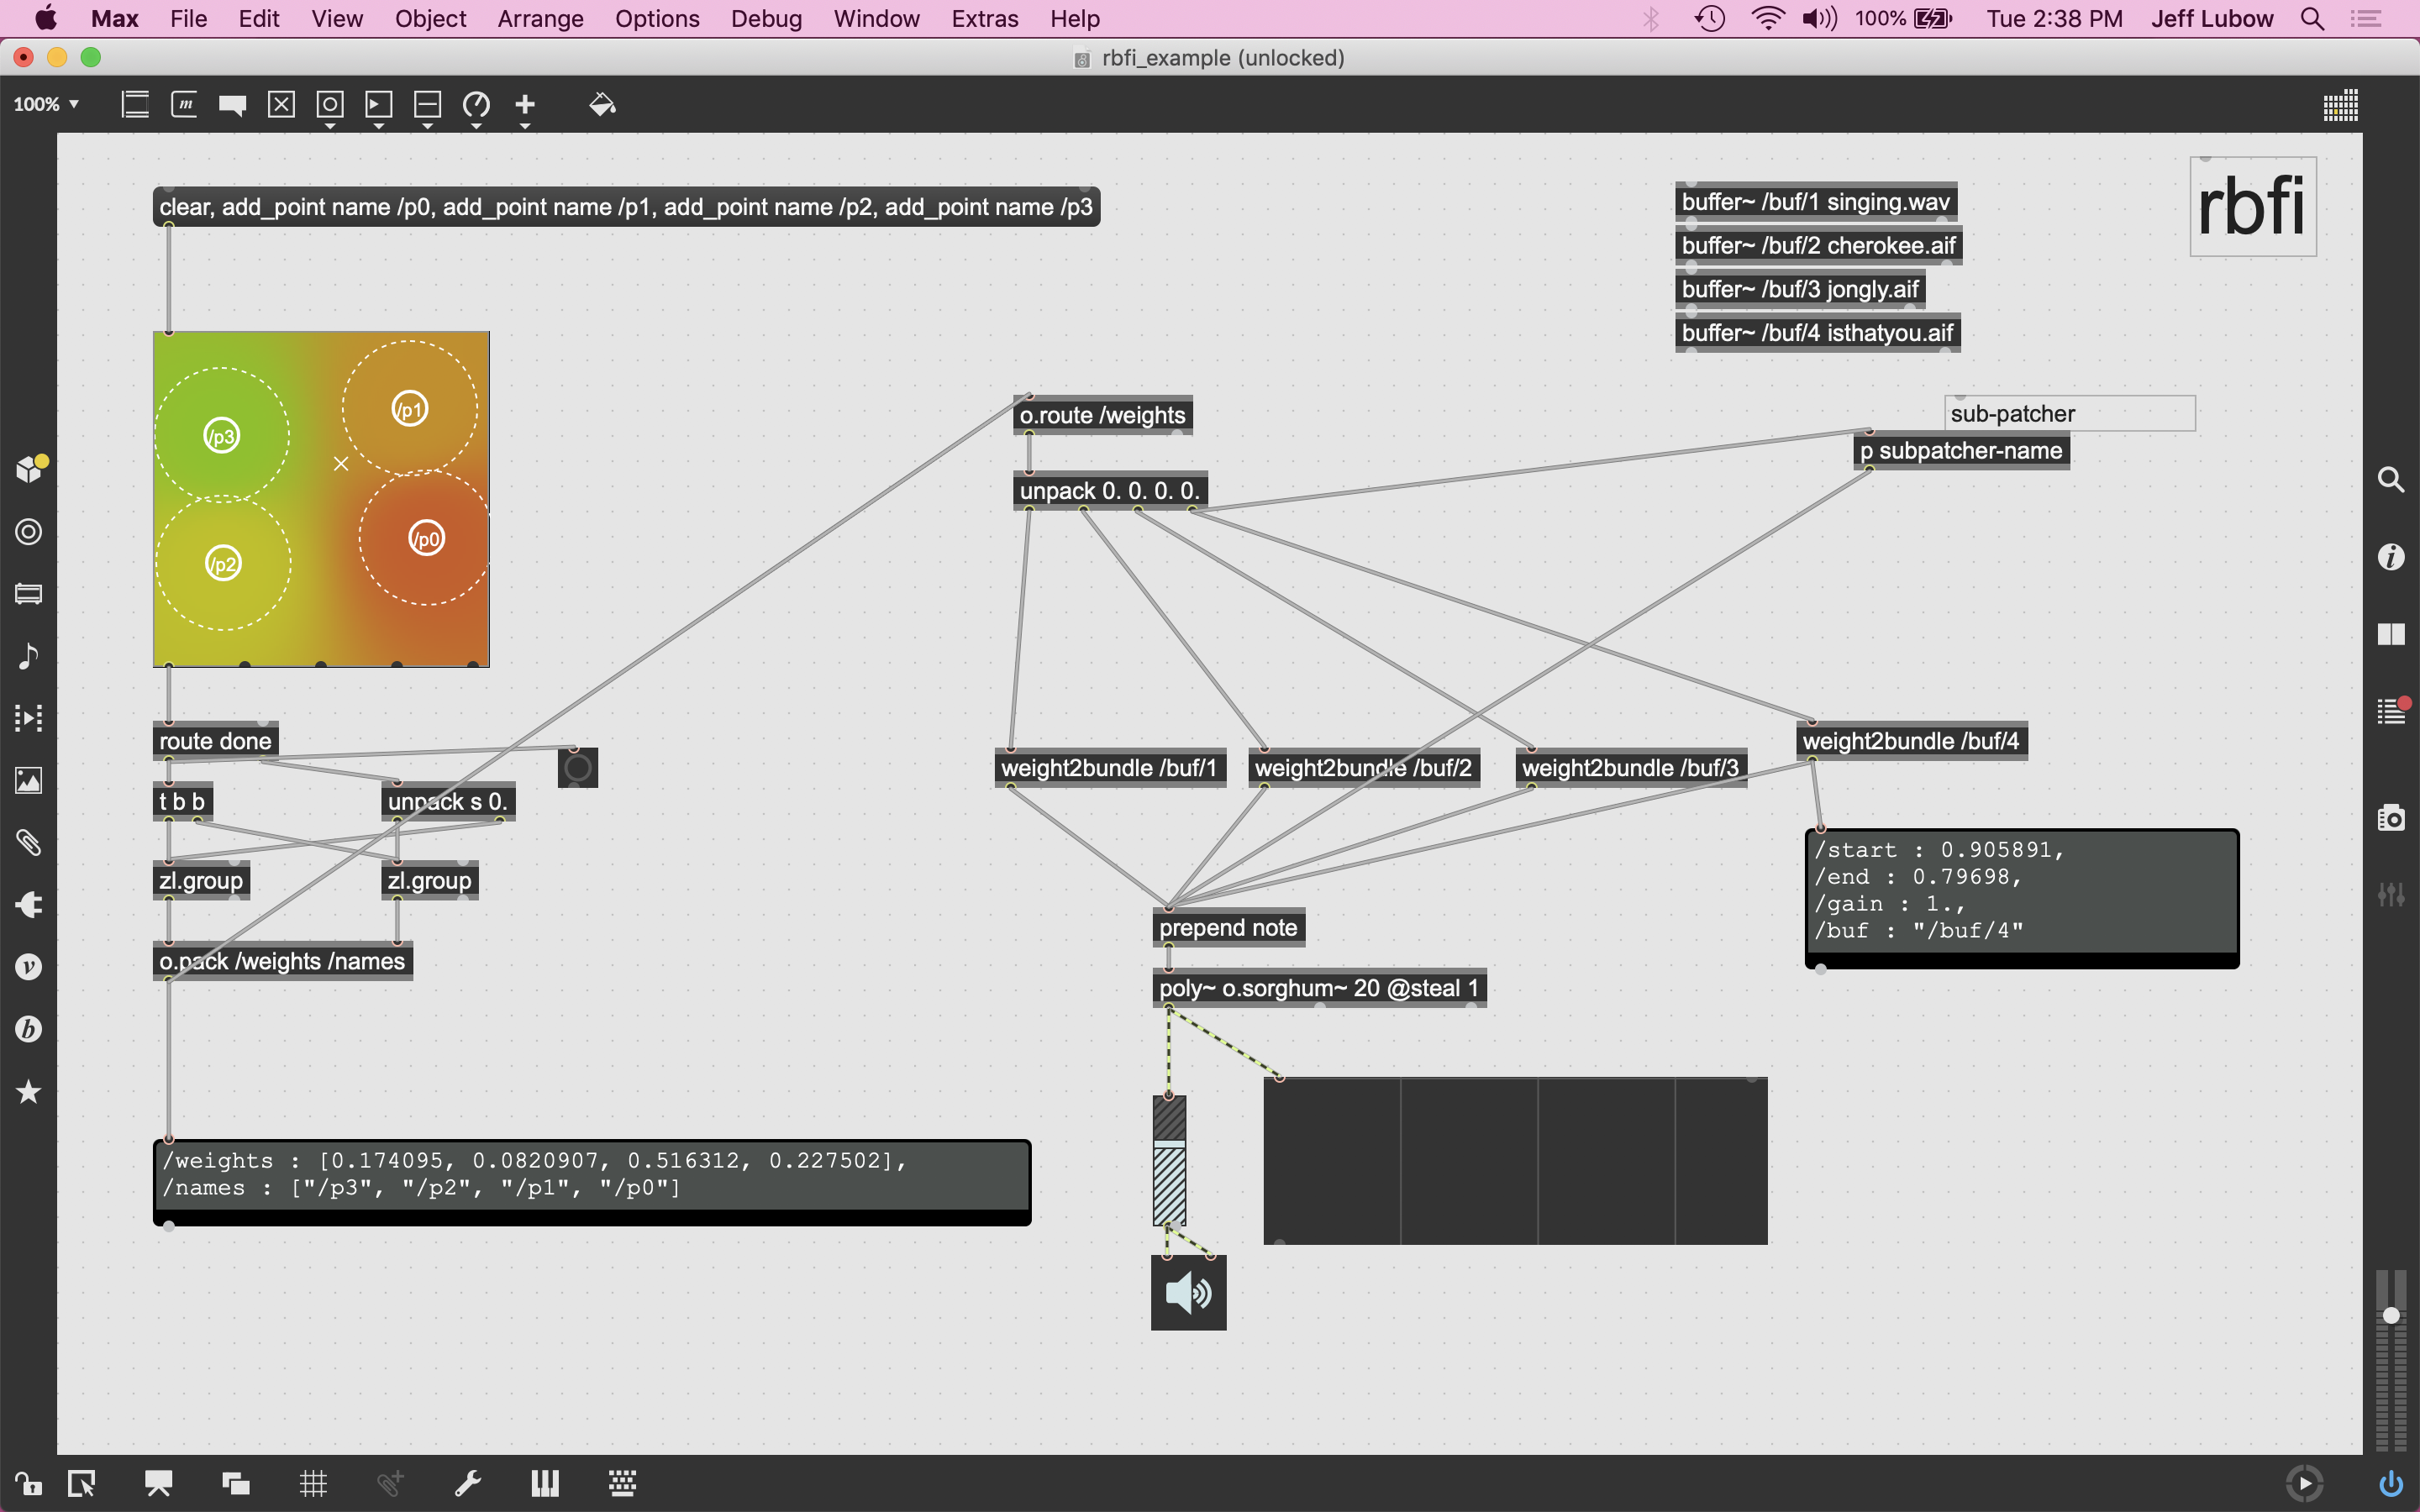 Max File Edit View Object Arrange Options Debug Window Extras Help 100% Tue 2:38 PM Jeff Lubow
rbfi_example (unlocked)
100%
m
clear, add_point name /p0, add_point name /p1, add_point name /p2, add_point name /p3
buffer~ /buf/1 singing.wav
buffer~ /buf/2 cherokee.aif
buffer~ /buf/3 jongly.aif
buffer~ /buf/4 isthatyou.aif
rbfi
/p1
/p3
/p0
/p2
o.route /weights
unpack 0. 0. 0. 0.
sub-patcher
p subpatcher-name
route done
t b b
unpack s 0.
zl.group
zl.group
o.pack /weights /names
weight2bundle /buf/1
weight2bundle /buf/2
weight2bundle /buf/3
weight2bundle /buf/4
/start : 0.905891,
/end : 0.79698,
/gain : 1.,
/buf : "/buf/4"
prepend note
poly~ o.sorghum~ 20 @steal 1
/weights : [0.174095, 0.0820907, 0.516312, 0.227502],
/names : ["/p3", "/p2", "/p1", "/p0"]
v
b
i